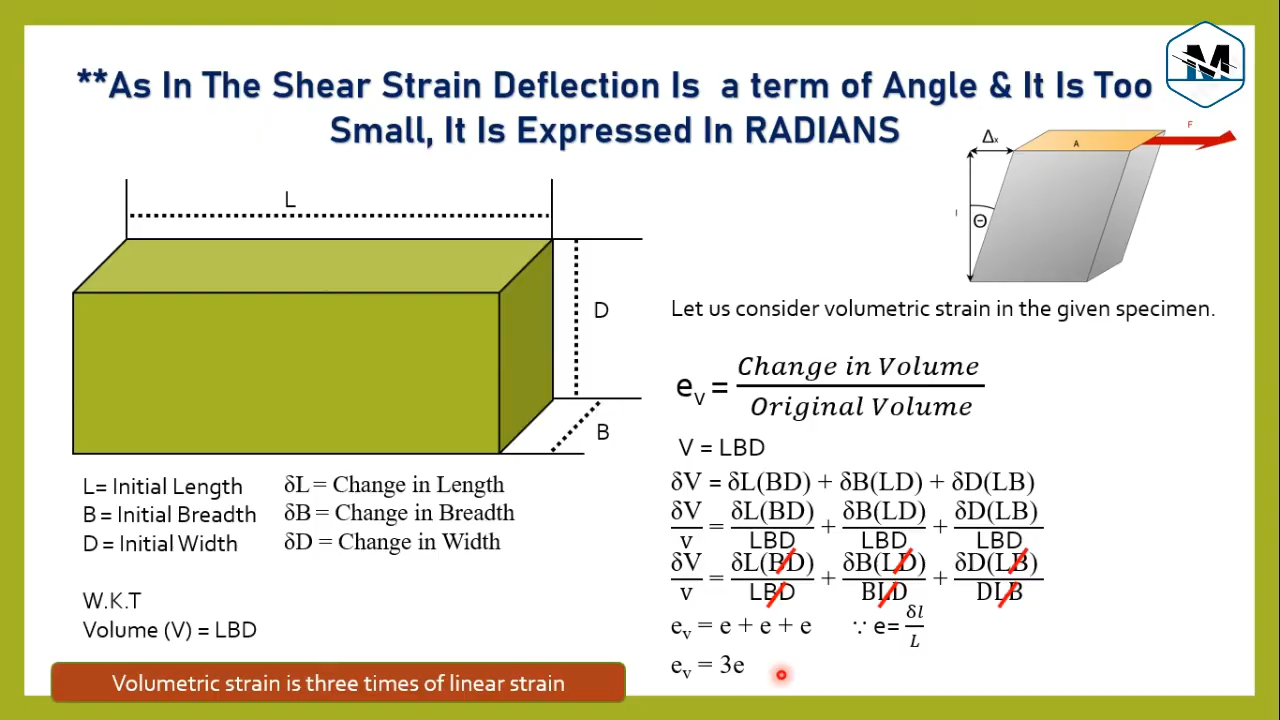 **As In The Shear Strain Deflection Is a term of Angle & It Is Too
Small, It Is Expressed In RADIANS
M
Δx
A
F
l
Θ
L
D
B
Let us consider volumetric strain in the given specimen.
eᵥ = Change in Volume / Original Volume
V = LBD
δV = δL(BD) + δB(LD) + δD(LB)
δV/v = δL(BD)/LBD + δB(LD)/LBD + δD(LB)/LBD
δV/v = δL(BD)/LBD + δB(LD)/BLD + δD(LB)/DLB
eᵥ = e + e + e ∵ e= δl/L
eᵥ = 3e
L= Initial Length δL = Change in Length
B = Initial Breadth δB = Change in Breadth
D = Initial Width δD = Change in Width
W.K.T
Volume (V) = LBD
Volumetric strain is three times of linear strain